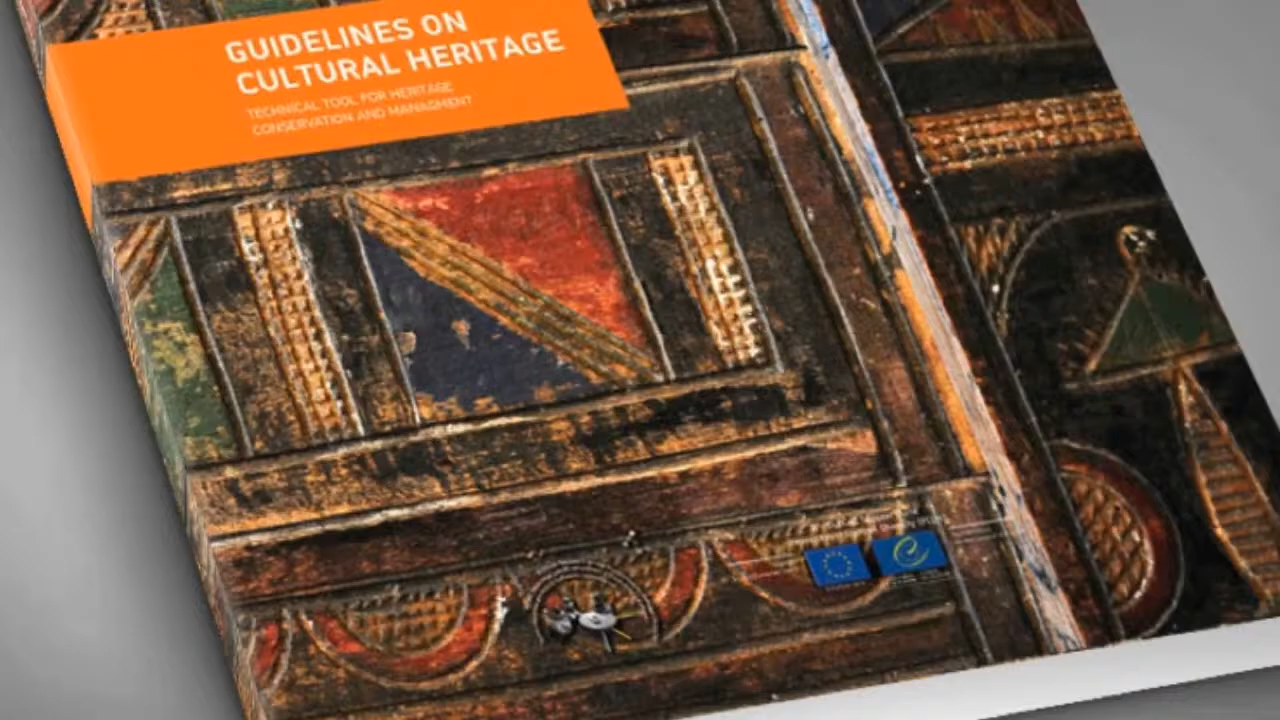 GUIDELINES ON
CULTURAL HERITAGE
TECHNICAL TOOL FOR HERITAGE
CONSERVATION AND MANAGMENT